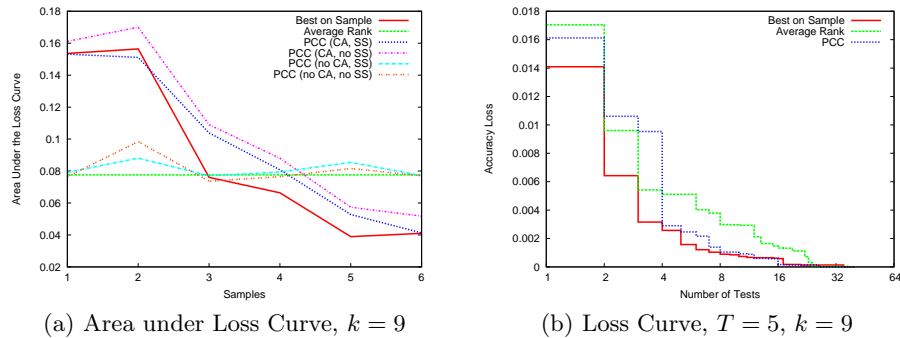 Best on Sample
Average Rank
PCC (CA, SS)
PCC (CA, no SS)
PCC (no CA, SS)
PCC (no CA, no SS)
Area Under the Loss Curve
0.18
0.16
0.14
0.12
0.1
0.08
0.06
0.04
0.02
1 2 3 4 5 6
Samples
(a) Area under Loss Curve, k = 9
Best on Sample
Average Rank
PCC
Accuracy Loss
0.018
0.016
0.014
0.012
0.01
0.008
0.006
0.004
0.002
0
1 2 4 8 16 32 64
Number of Tests
(b) Loss Curve, T = 5, k = 9